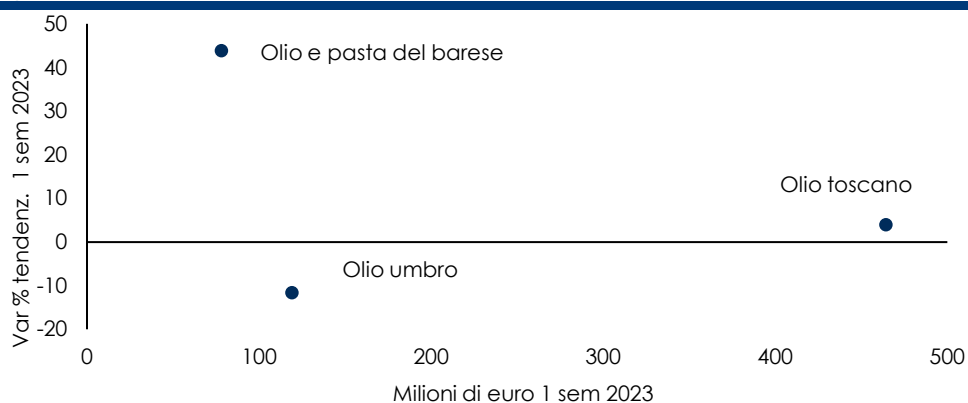 50
40
30
20
10
0
-10
-20
Var % tendenz.  1 sem 2023
Olio e pasta del barese
Olio toscano
Olio umbro
0 100 200 300 400 500
Milioni di euro 1 sem 2023